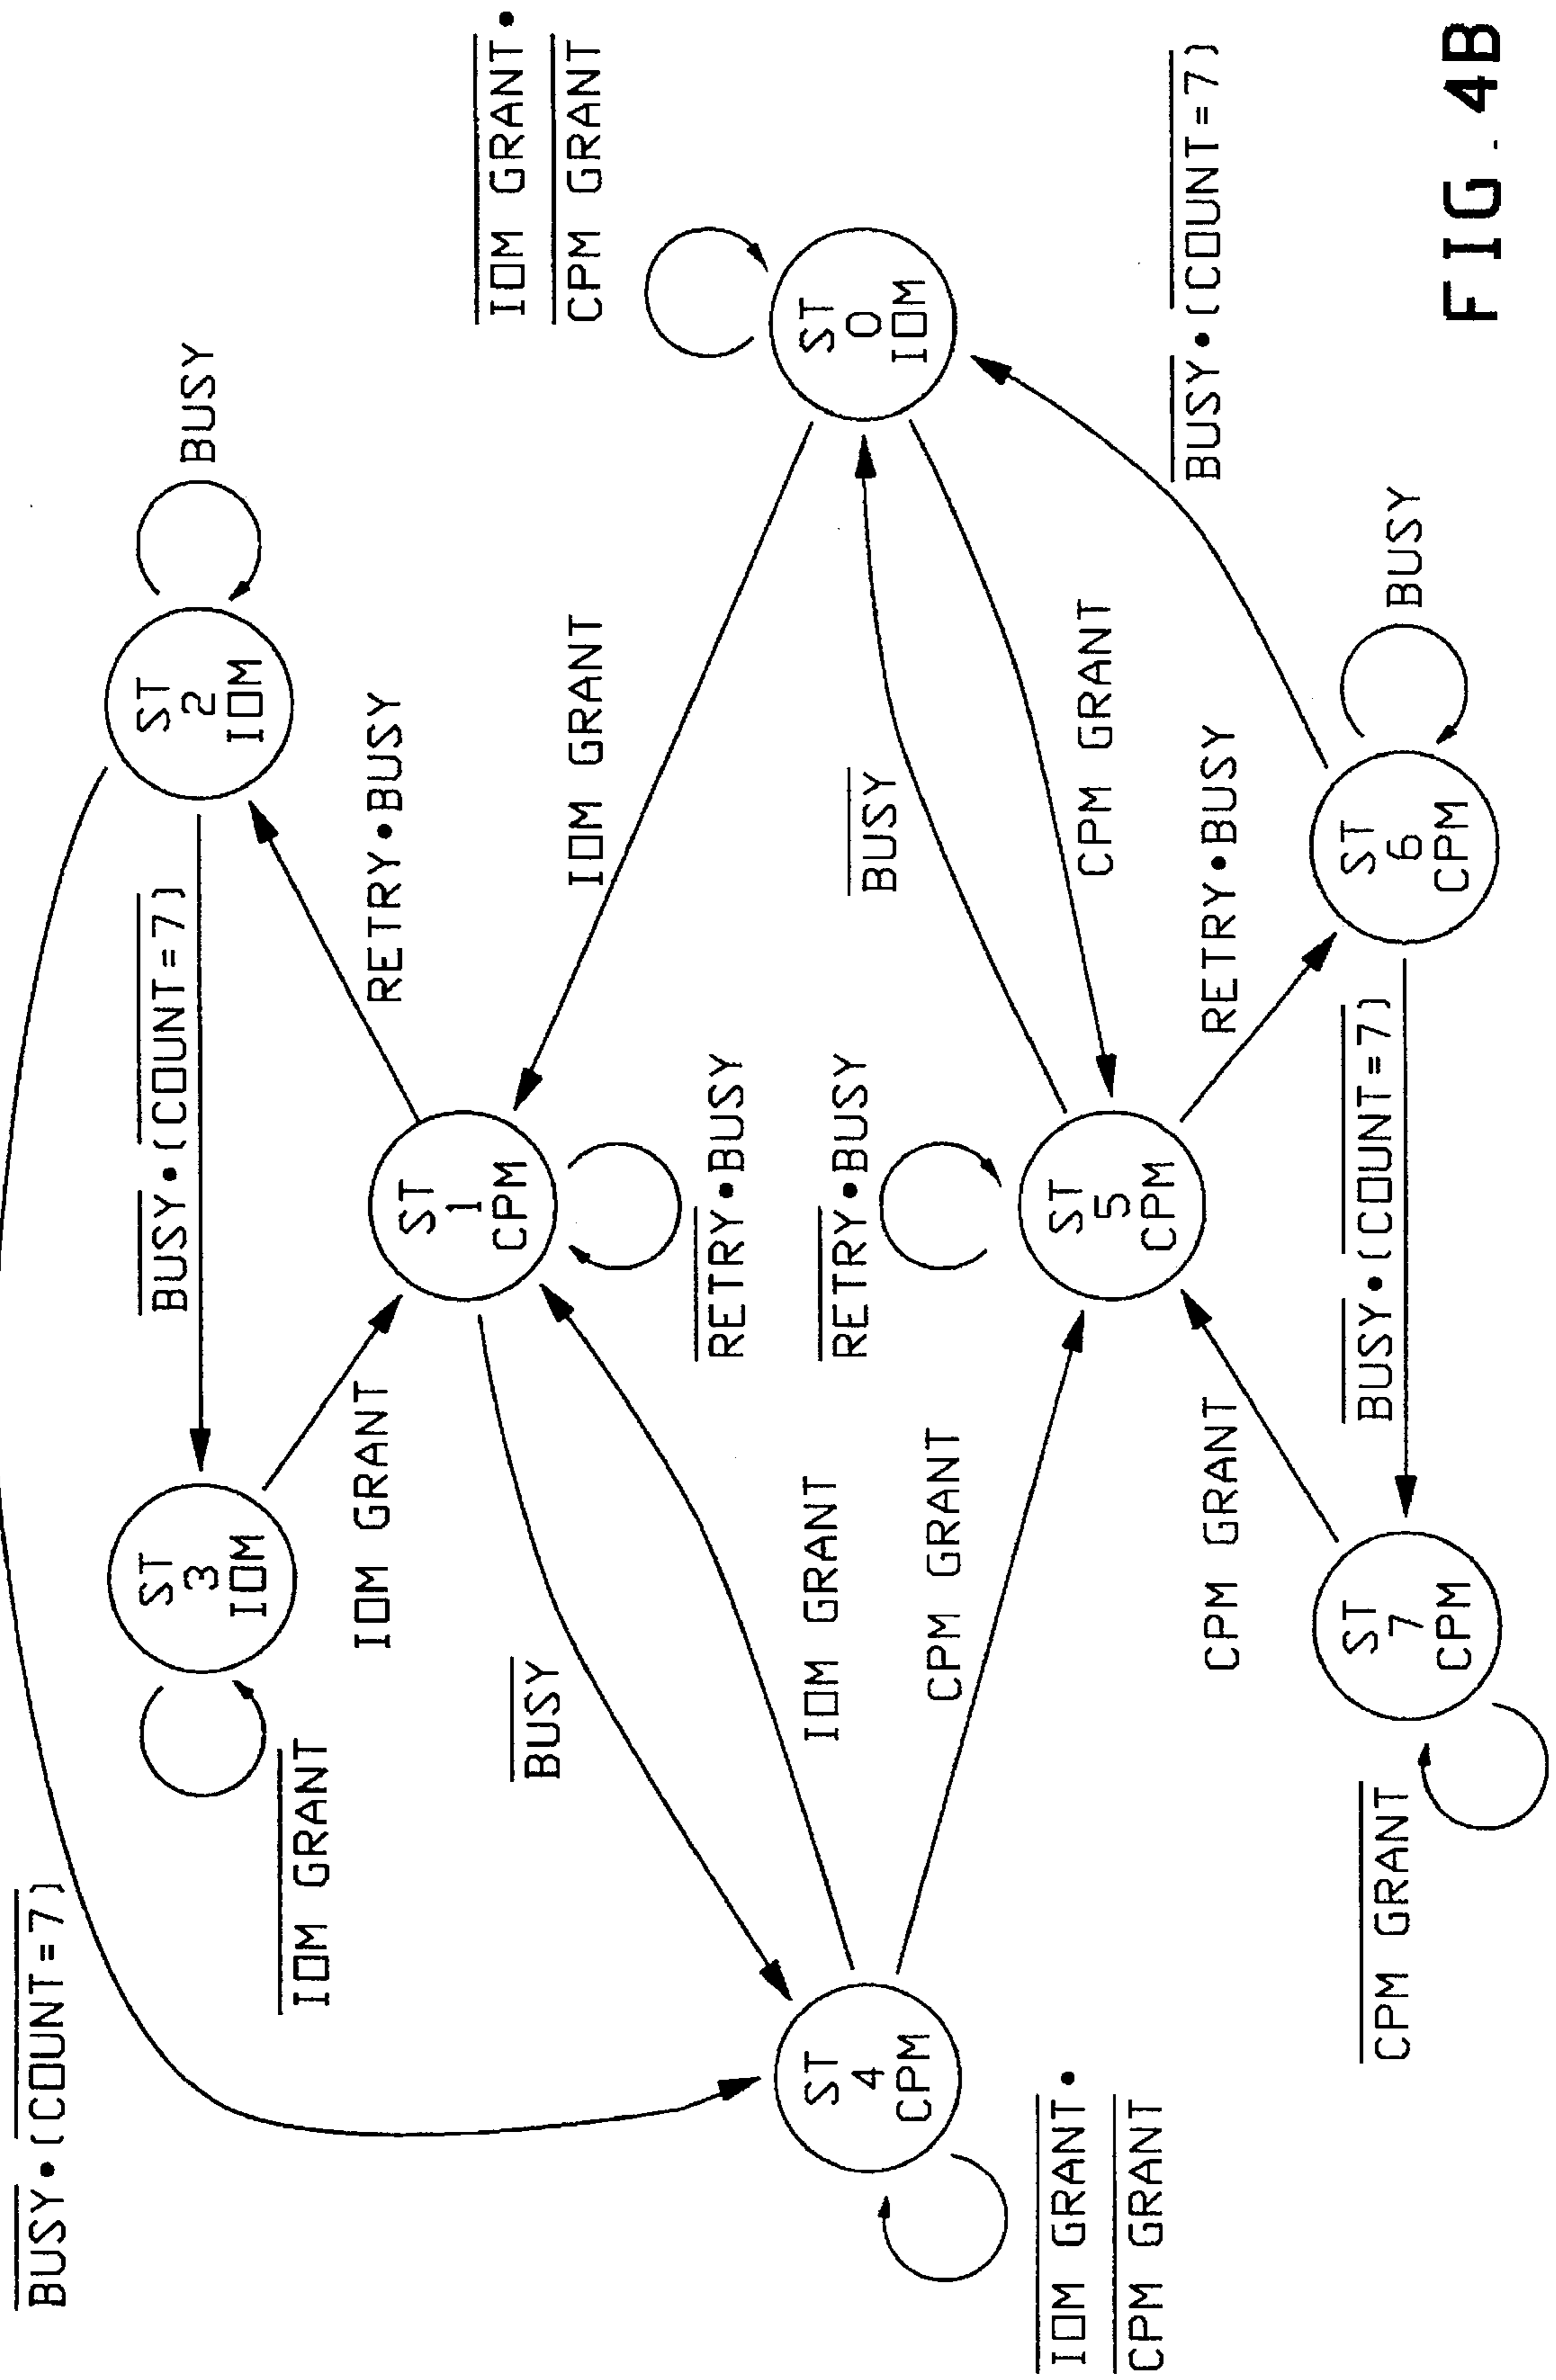 BUSY•(COUNT=7)
ST
3
IOM
BUSY•(COUNT=7)
ST
2
IOM
BUSY
IOM GRANT
IOM GRANT
RETRY•BUSY
ST
1
CPM
IOM GRANT•
CPM GRANT
BUSY
IOM GRANT
RETRY•BUSY
IOM GRANT
RETRY•BUSY
ST
4
CPM
BUSY
ST
0
IOM
CPM GRANT
IOM GRANT•
CPM GRANT
CPM GRANT
ST
5
CPM
CPM GRANT
RETRY•BUSY
BUSY•(COUNT=7)
ST
7
CPM
BUSY•(COUNT=7)
ST
6
CPM
BUSY
CPM GRANT
FIG. 4B